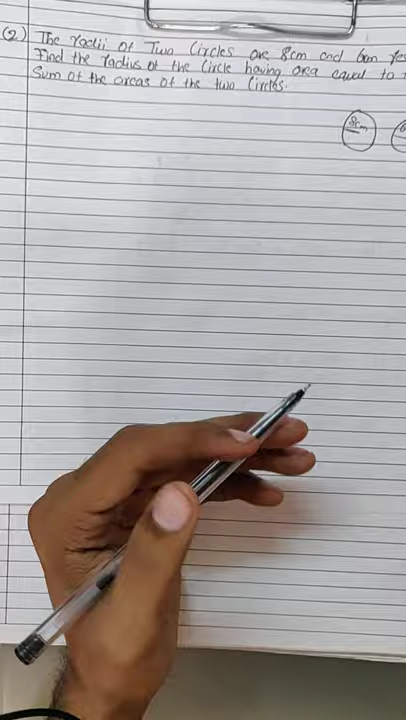 (2) The radii of Two Circles are 8cm and 6cm
Find the radius of the Circle having area equal to
Sum of the areas of the two Circles.
8cm